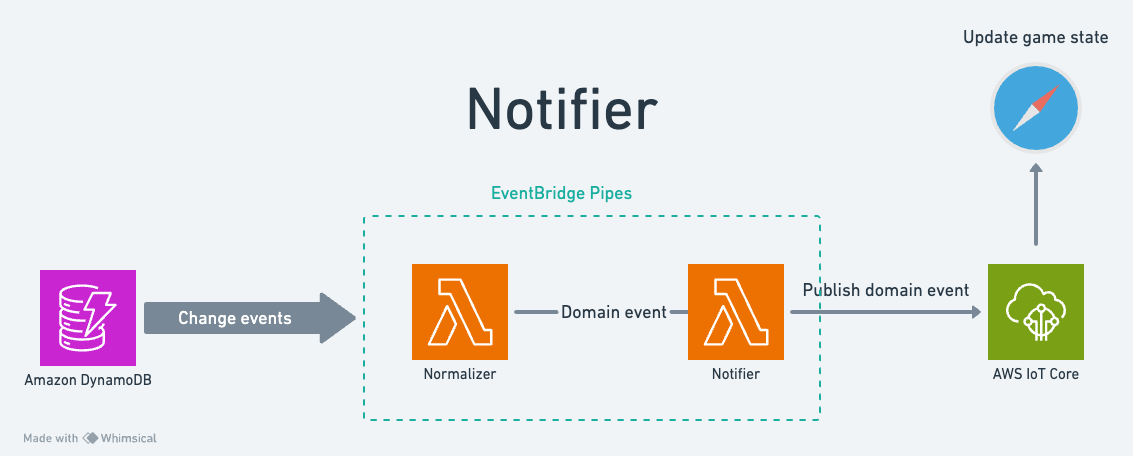 Update game state
Notifier
EventBridge Pipes
Change events
Domain event
Publish domain event
Amazon DynamoDB
Normalizer
Notifier
AWS IoT Core
Made with Whimsical